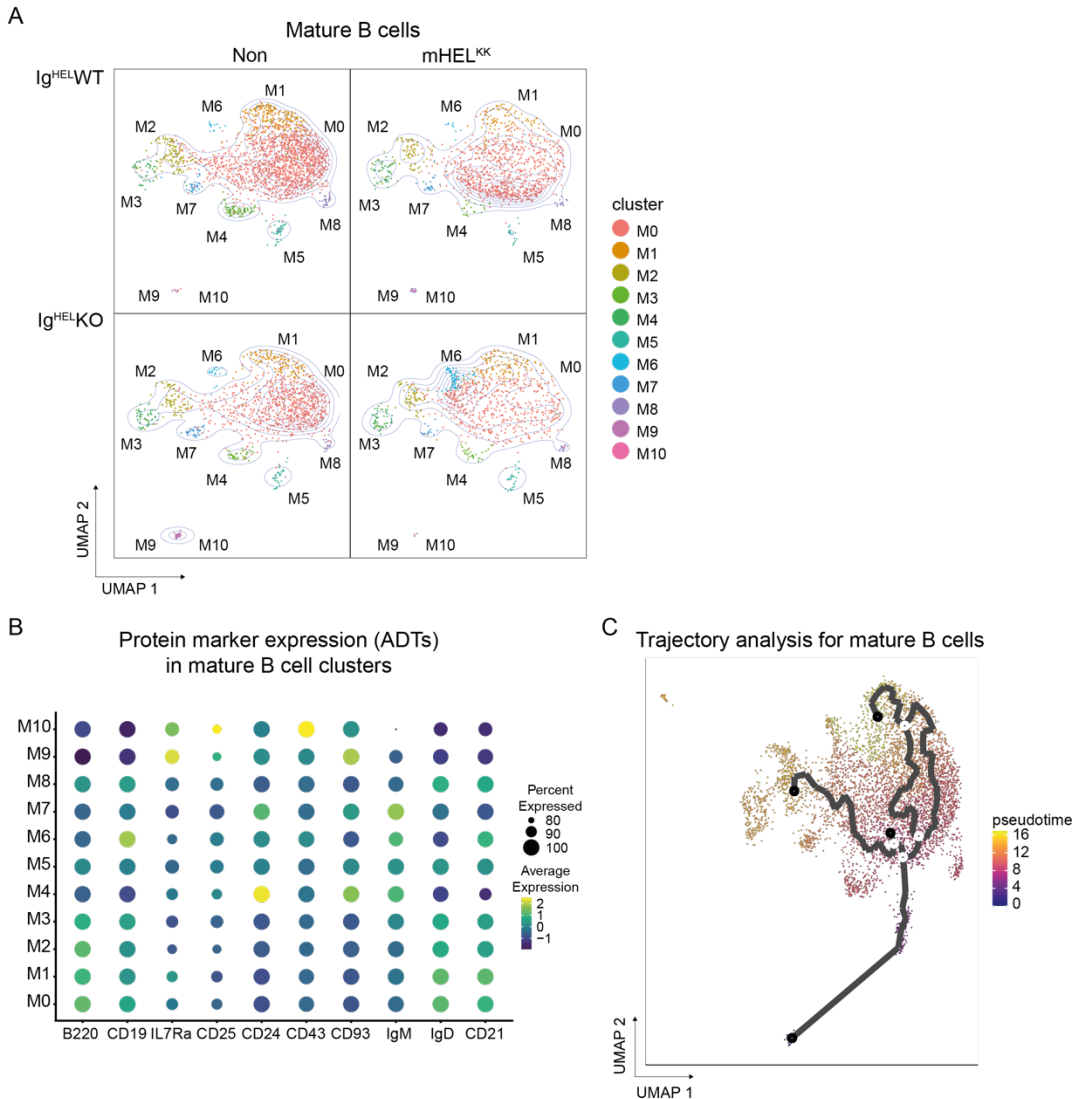 A
Mature B cells
Non
mHELᴷᴷ
IgᴴᴱᴸWT
M1
M6
M2
M0
M3
M7
M4
M8
M5
M9
M10
M1
M6
M2
M0
M3
M7
M4
M8
M5
M9
M10
IgᴴᴱᴸKO
M1
M6
M2
M0
M3
M7
M4
M8
M5
M9
M10
M1
M6
M2
M0
M3
M7
M4
M8
M5
M9
M10
UMAP 2
UMAP 1
cluster
M0
M1
M2
M3
M4
M5
M6
M7
M8
M9
M10
B
Protein marker expression (ADTs)
in mature B cell clusters
M10
M9
M8
M7
M6
M5
M4
M3
M2
M1
M0
B220 CD19 IL7Ra CD25 CD24 CD43 CD93 IgM IgD CD21
Percent
Expressed
80
90
100
Average
Expression
2
1
0
−1
C
Trajectory analysis for mature B cells
pseudotime
16
12
8
4
0
UMAP 2
UMAP 1